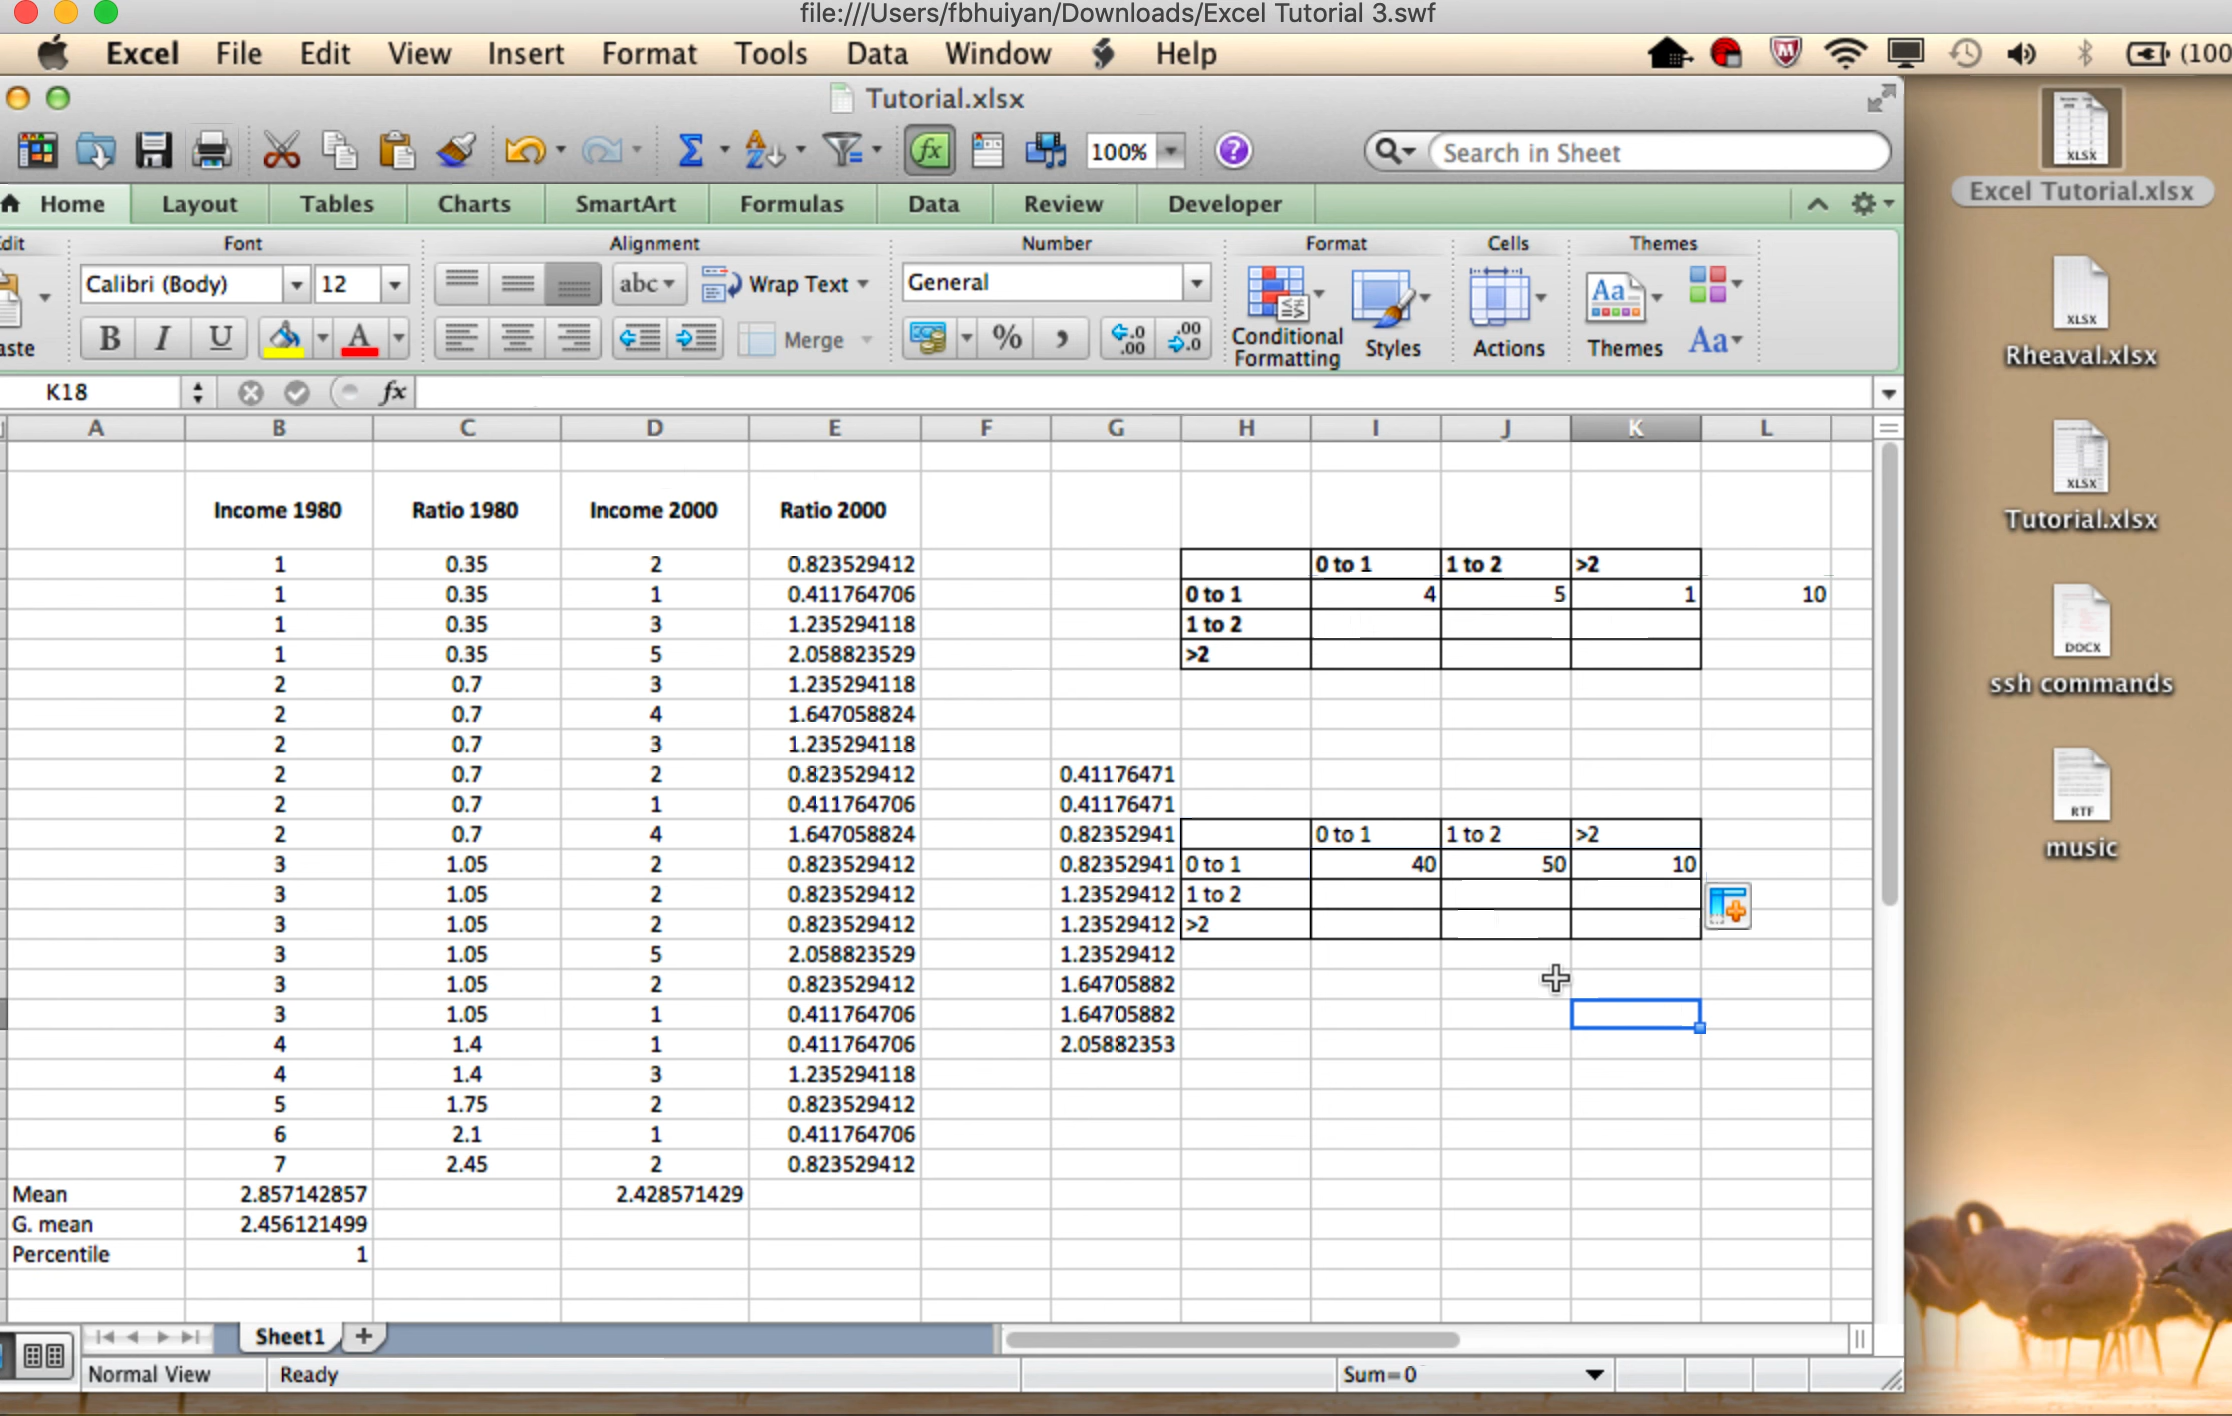 file:///Users/fbhuiyan/Downloads/Excel Tutorial 3.swf
Excel File Edit View Insert Format Tools Data Window Help (100
Tutorial.xlsx
100% ? Search in Sheet
Home Layout Tables Charts SmartArt Formulas Data Review Developer
dit Font Alignment Number Format Cells Themes
Calibri (Body) 12 abc Wrap Text General
aste B I U A Merge % Conditional Formatting Styles Actions Themes Aa
K18 fx
A B C D E F G H I J K L
Income 1980 Ratio 1980 Income 2000 Ratio 2000
1 0.35 2 0.823529412 0 to 1 1 to 2 >2
1 0.35 1 0.411764706 0 to 1 4 5 1 10
1 0.35 3 1.235294118 1 to 2
1 0.35 5 2.058823529 >2
2 0.7 3 1.235294118
2 0.7 4 1.647058824
2 0.7 3 1.235294118
2 0.7 2 0.823529412 0.41176471
2 0.7 1 0.411764706 0.41176471
2 0.7 4 1.647058824 0.82352941 0 to 1 1 to 2 >2
3 1.05 2 0.823529412 0.82352941 0 to 1 40 50 10
3 1.05 2 0.823529412 1.23529412 1 to 2
3 1.05 2 0.823529412 1.23529412 >2
3 1.05 5 2.058823529 1.23529412
3 1.05 2 0.823529412 1.64705882
3 1.05 1 0.411764706 1.64705882
4 1.4 1 0.411764706 2.05882353
4 1.4 3 1.235294118
5 1.75 2 0.823529412
6 2.1 1 0.411764706
7 2.45 2 0.823529412
Mean 2.857142857 2.428571429
G. mean 2.456121499
Percentile 1
Sheet1
Normal View Ready Sum=0
XLSX
Excel Tutorial.xlsx
XLSX
Rheaval.xlsx
XLSX
Tutorial.xlsx
DOCX
ssh commands
RTF
music